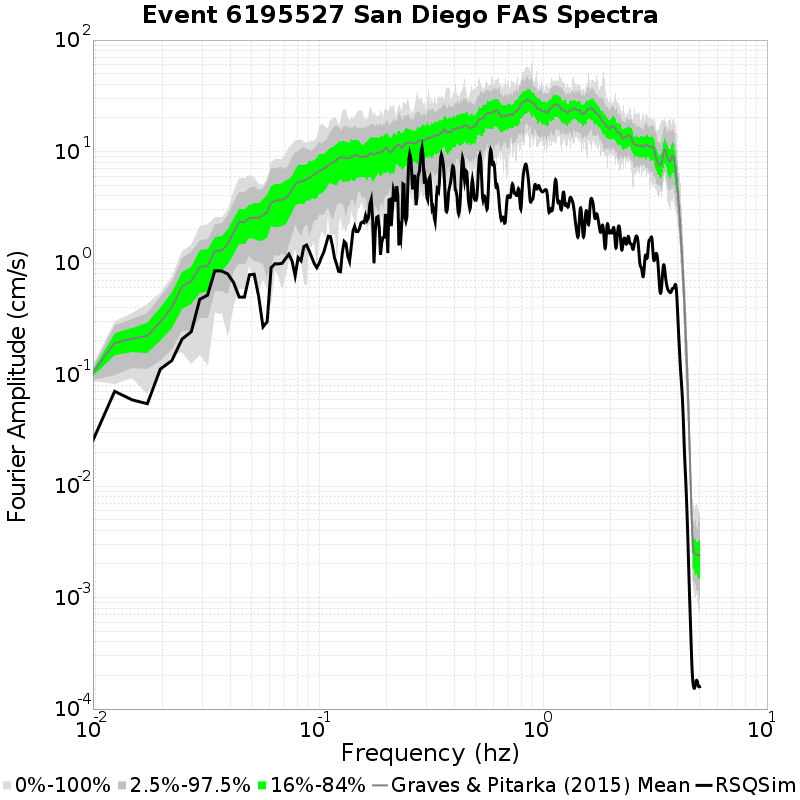 Event 6195527 San Diego FAS Spectra
10^2
10^1
10^0
10^-1
10^-2
10^-3
10^-4
Fourier Amplitude (cm/s)
10^-2
10^-1
10^0
10^1
Frequency (hz)
0%-100% 2.5%-97.5% 16%-84% Graves & Pitarka (2015) Mean RSQSim